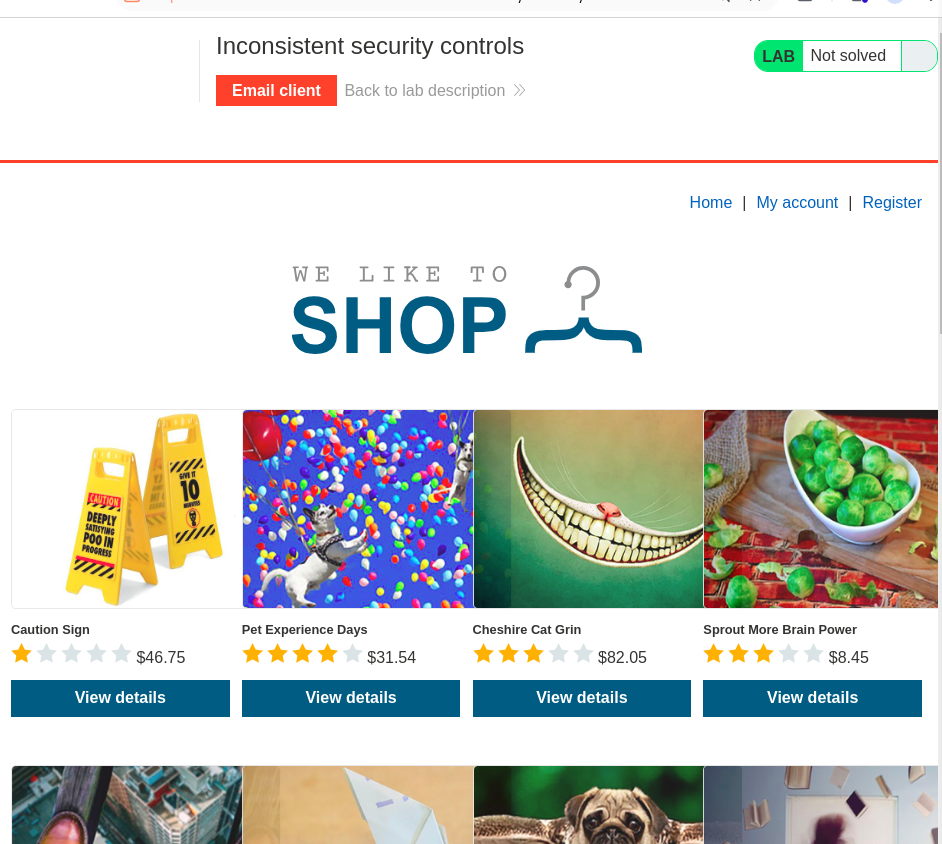 Inconsistent security controls
LAB Not solved
Email client Back to lab description
Home | My account | Register
WE LIKE TO
SHOP
CAUTION
DEEPLY
SATISFYING
POO IN
PROGRESS
GIVE IT
10
MINUTES
Caution Sign
$46.75
View details
Pet Experience Days
$31.54
View details
Cheshire Cat Grin
$82.05
View details
Sprout More Brain Power
$8.45
View details